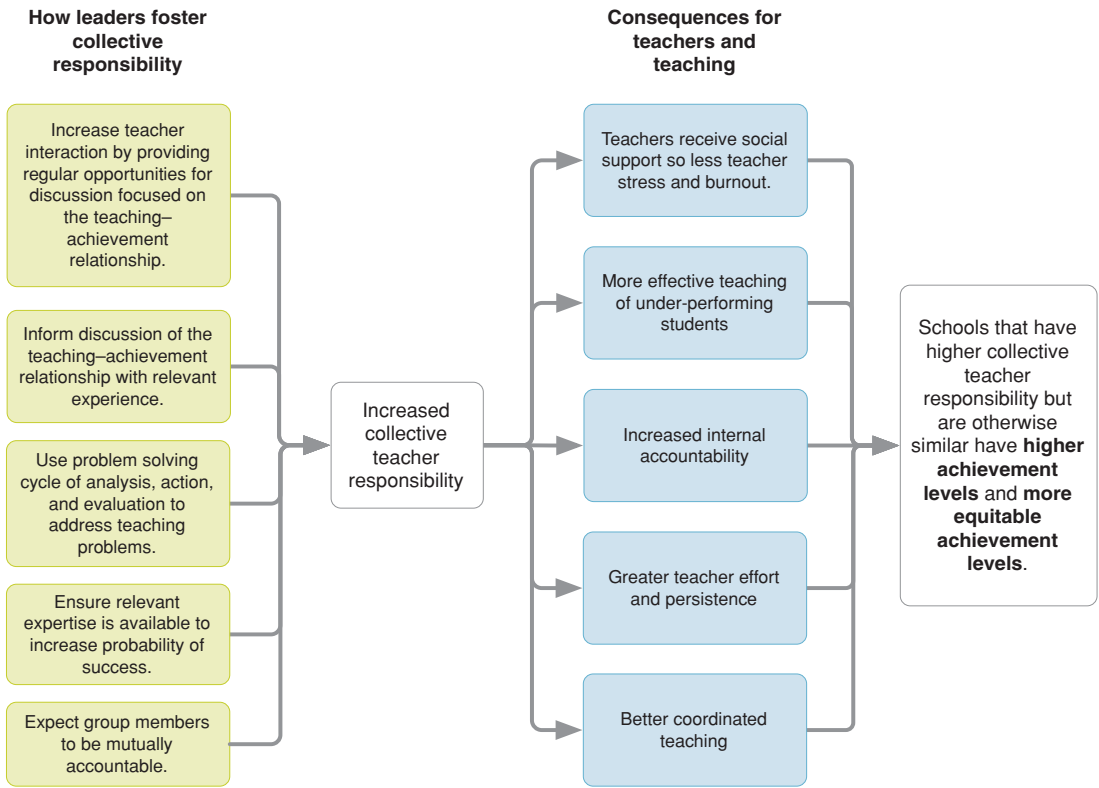 How leaders foster
collective
responsibility
Increase teacher
interaction by providing
regular opportunities for
discussion focused on
the teaching–
achievement
relationship.
Inform discussion of the
teaching–achievement
relationship with relevant
experience.
Use problem solving
cycle of analysis, action,
and evaluation to
address teaching
problems.
Ensure relevant
expertise is available to
increase probability of
success.
Expect group members
to be mutually
accountable.
Increased
collective
teacher
responsibility
Consequences for
teachers and
teaching
Teachers receive social
support so less teacher
stress and burnout.
More effective teaching
of under-performing
students
Increased internal
accountability
Greater teacher effort
and persistence
Better coordinated
teaching
Schools that have
higher collective
teacher
responsibility but
are otherwise
similar have higher
achievement
levels and more
equitable
achievement
levels.